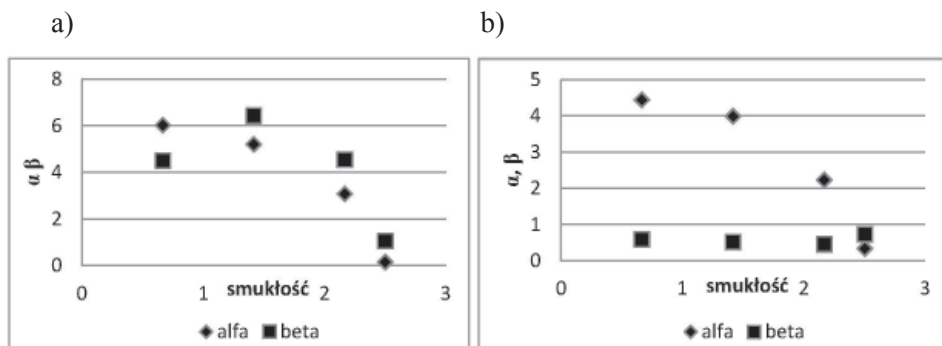 a)
8
6
4
2
0
α β
0 1 2 3
smukłość
alfa beta
b)
5
4
3
2
1
0
α, β
0 1 2 3
smukłość
alfa beta